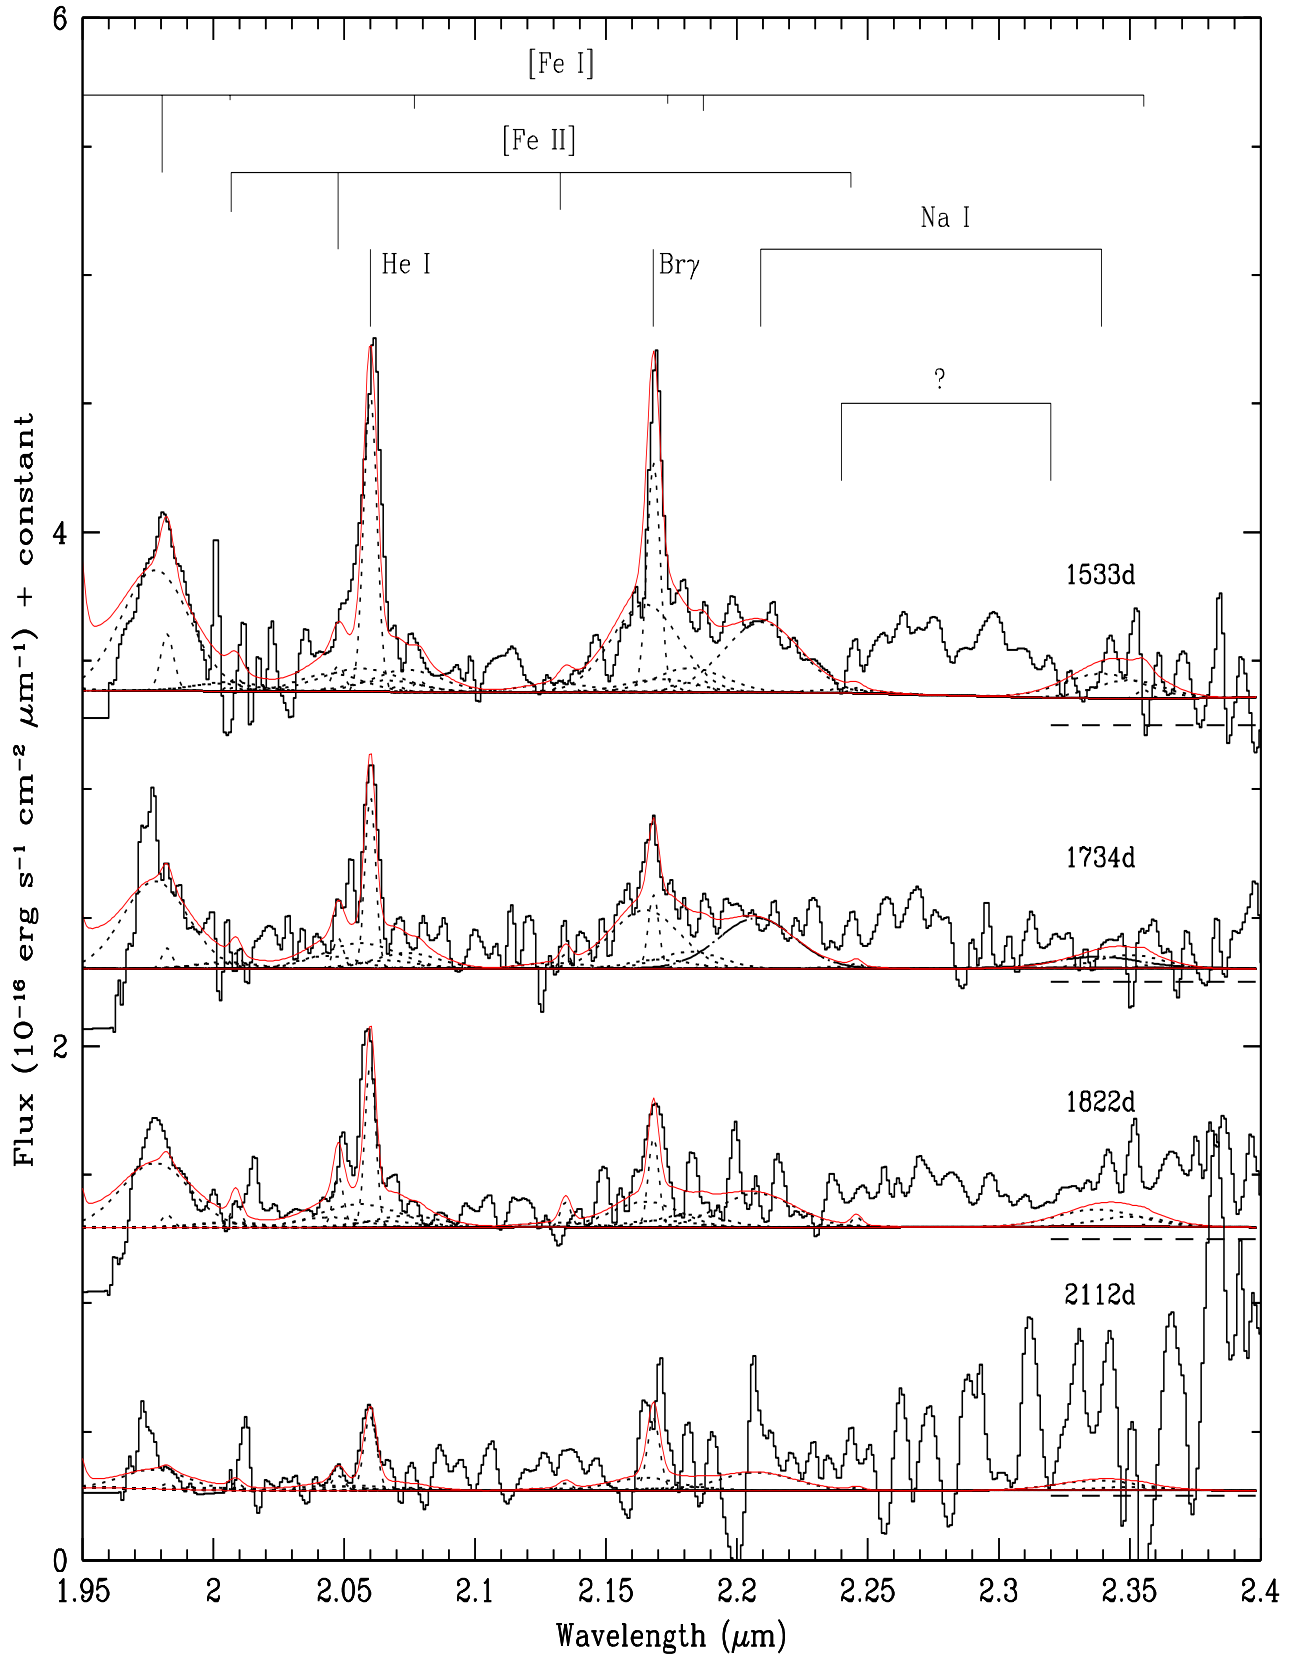 6
[Fe I]
[Fe II]
Na I
He I
Brγ
?
4
1533d
1734d
2
1822d
2112d
0
1.95 2 2.05 2.1 2.15 2.2 2.25 2.3 2.35 2.4
Wavelength (μm)
Flux (10⁻¹⁶ erg s⁻¹ cm⁻² μm⁻¹) + constant